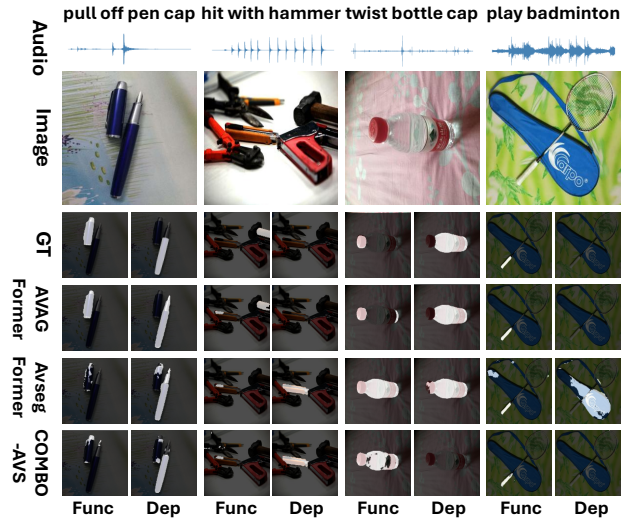 pull off pen cap hit with hammer twist bottle cap play badminton
Audio
Image
GT
AVAG
Former
Avseg
Former
COMBO
-AVS
Func Dep Func Dep Func Dep Func Dep